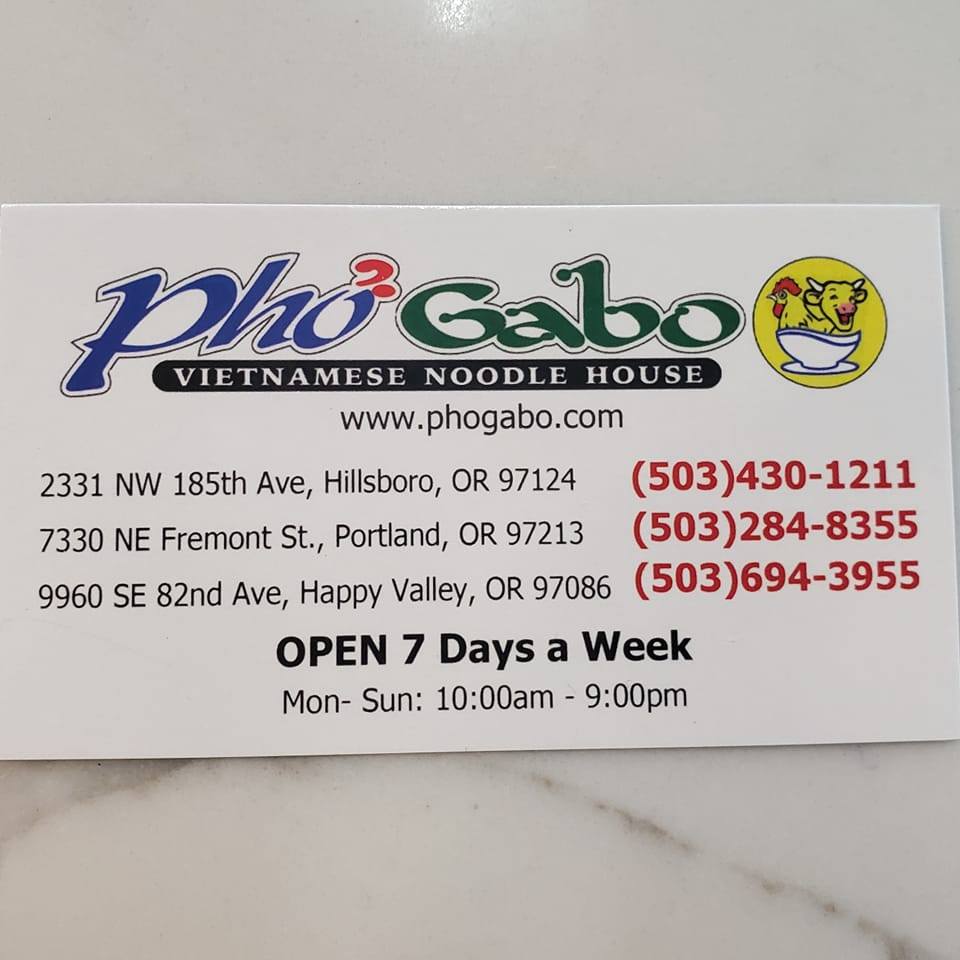 Phở Gabo
VIETNAMESE NOODLE HOUSE
www.phogabo.com
2331 NW 185th Ave, Hillsboro, OR 97124 (503)430-1211
7330 NE Fremont St., Portland, OR 97213 (503)284-8355
9960 SE 82nd Ave, Happy Valley, OR 97086 (503)694-3955
OPEN 7 Days a Week
Mon- Sun: 10:00am - 9:00pm